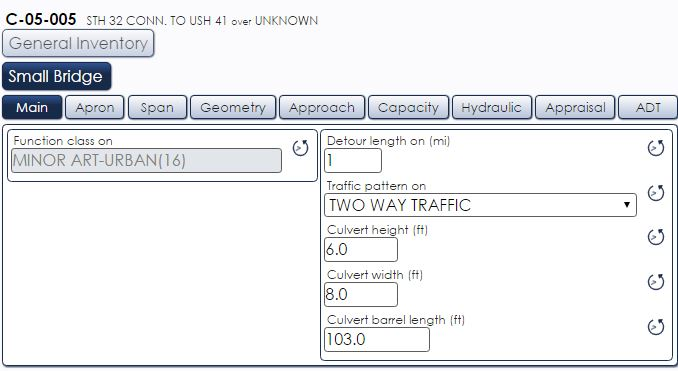 C-05-005 STH 32 CONN. TO USH 41 over UNKNOWN
General Inventory
Small Bridge
Main Apron Span Geometry Approach Capacity Hydraulic Appraisal ADT
Function class on
MINOR ART-URBAN(16)
Detour length on (mi)
1
Traffic pattern on
TWO WAY TRAFFIC
Culvert height (ft)
6.0
Culvert width (ft)
8.0
Culvert barrel length (ft)
103.0